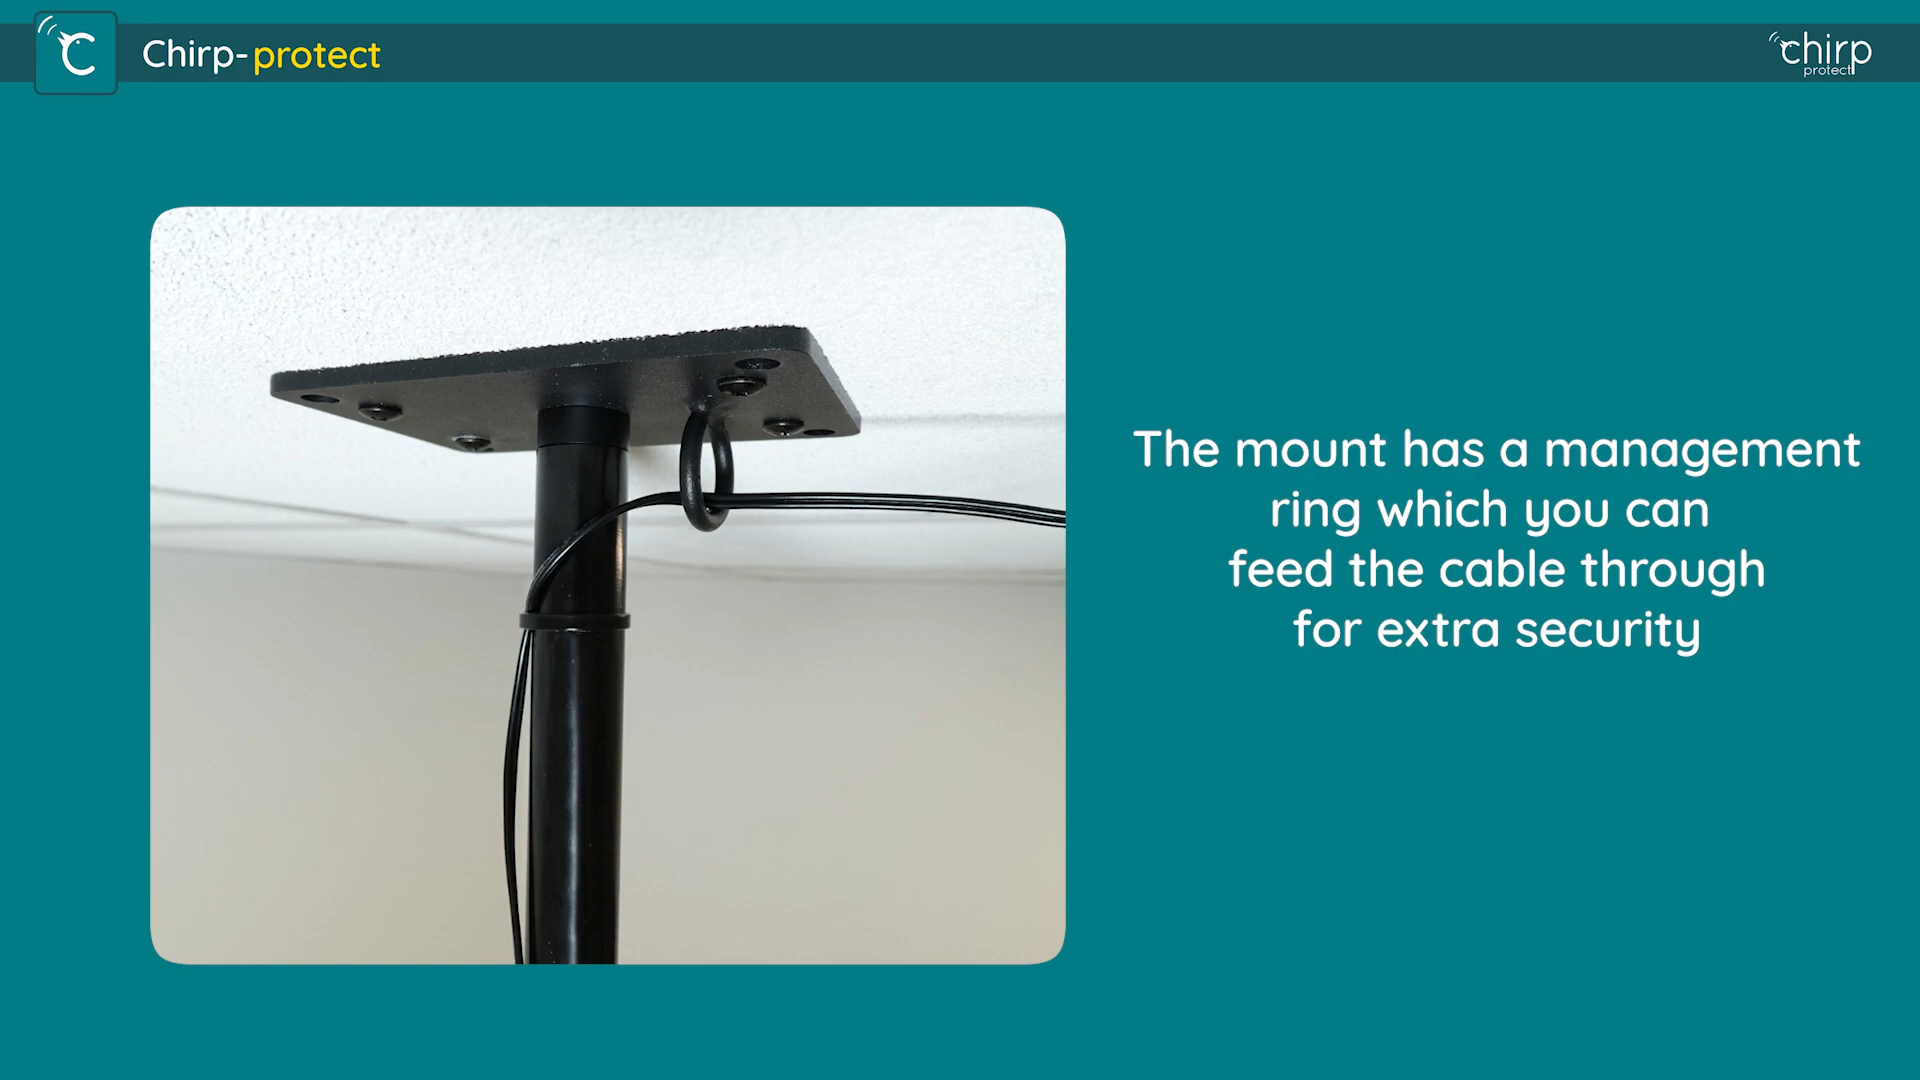 Chirp-protect
chirp
protect
The mount has a management
ring which you can
feed the cable through
for extra security